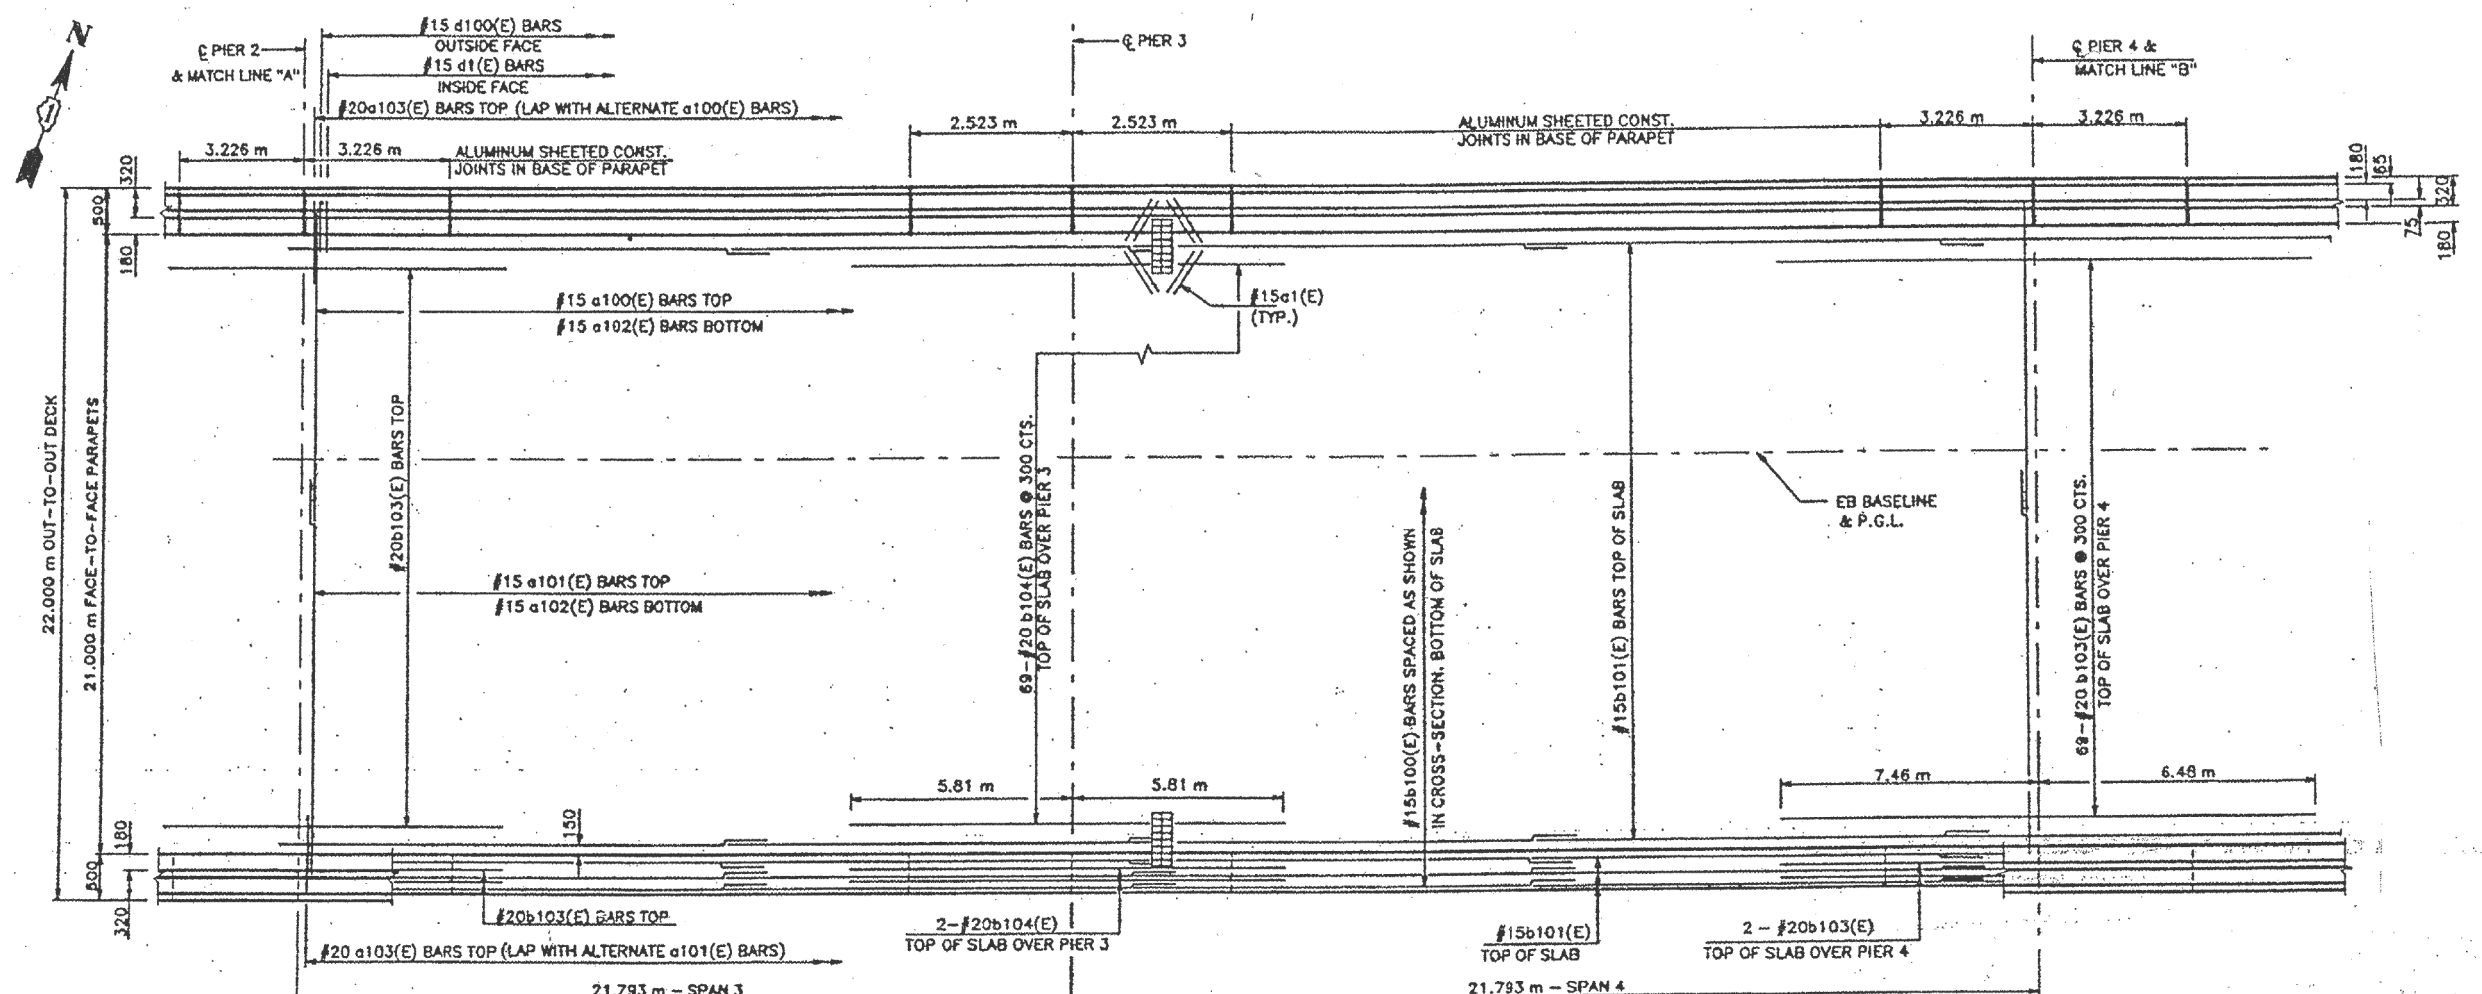 N
1
℄ PIER 2
& MATCH LINE "A"
#15 d100(E) BARS
OUTSIDE FACE
#15 d1(E) BARS
INSIDE FACE
#20a103(E) BARS TOP (LAP WITH ALTERNATE a100(E) BARS)
℄ PIER 3
℄ PIER 4 &
MATCH LINE "B"
3.226 m
3.226 m
ALUMINUM SHEETED CONST.
JOINTS IN BASE OF PARAPET
2.523 m
2.523 m
ALUMINUM SHEETED CONST.
JOINTS IN BASE OF PARAPET
3.226 m
3.226 m
320
500
180
180
65
320
75
180
#15 a100(E) BARS TOP
#15 a102(E) BARS BOTTOM
#15a1(E)
(TYP.)
22.000 m OUT-TO-OUT DECK
21.000 m FACE-TO-FACE PARAPETS
#20b103(E) BARS TOP
69-#20 b104(E) BARS @ 300 CTS.
TOP OF SLAB OVER PIER 3
#15b100(E) BARS SPACED AS SHOWN
IN CROSS-SECTION. BOTTOM OF SLAB
#15b101(E) BARS TOP OF SLAB
EB BASELINE
& P.G.L.
69-#20 b103(E) BARS @ 300 CTS.
TOP OF SLAB OVER PIER 4
#15 a101(E) BARS TOP
#15 a102(E) BARS BOTTOM
5.81 m
5.81 m
7.46 m
6.48 m
180
500
320
150
#20b103(E) BARS TOP
2-#20b104(E)
TOP OF SLAB OVER PIER 3
#15b101(E)
TOP OF SLAB
2 - #20b103(E)
TOP OF SLAB OVER PIER 4
#20 a103(E) BARS TOP (LAP WITH ALTERNATE a101(E) BARS)
21.793 m - SPAN 3
21.793 m - SPAN 4